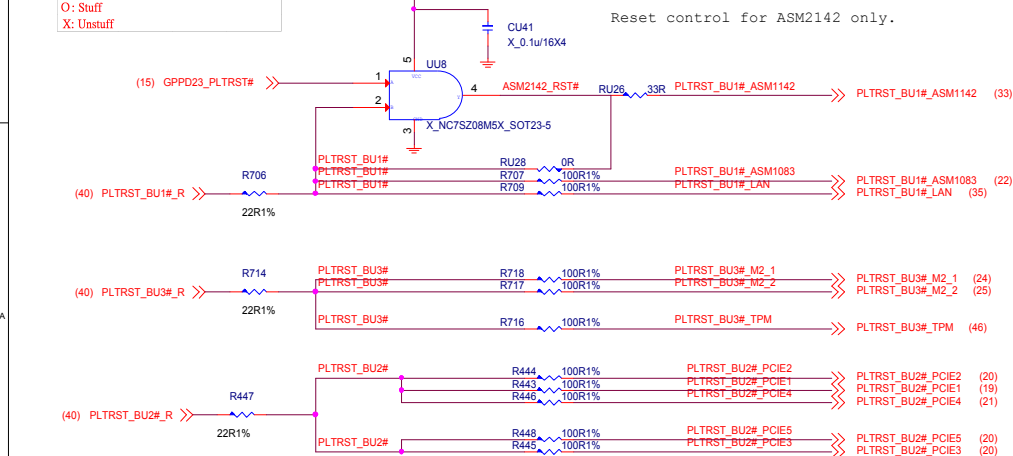 O: Stuff
X: Unstuff
Reset control for ASM2142 only.
CU41
X_0.1u/16X4
5
UU8
VCC
(15) GPPD23_PLTRST#
1
2
4
ASM2142_RST#
RU26
33R
PLTRST_BU1#_ASM1142
PLTRST_BU1#_ASM1142 (33)
3
X_NC7SZ08M5X_SOT23-5
PLTRST_BU1#
RU28
0R
PLTRST_BU1#
R707
100R1%
PLTRST_BU1#_ASM1083
PLTRST_BU1#_ASM1083 (22)
(40) PLTRST_BU1#_R
R706
22R1%
PLTRST_BU1#
R709
100R1%
PLTRST_BU1#_LAN
PLTRST_BU1#_LAN (35)
(40) PLTRST_BU3#_R
R714
22R1%
PLTRST_BU3#
R718
100R1%
PLTRST_BU3#_M2_1
PLTRST_BU3#_M2_1 (24)
PLTRST_BU3#
R717
100R1%
PLTRST_BU3#_M2_2
PLTRST_BU3#_M2_2 (25)
PLTRST_BU3#
R716
100R1%
PLTRST_BU3#_TPM
PLTRST_BU3#_TPM (46)
A
(40) PLTRST_BU2#_R
R447
22R1%
PLTRST_BU2#
R444
100R1%
PLTRST_BU2#_PCIE2
PLTRST_BU2#_PCIE2 (20)
R443
100R1%
PLTRST_BU2#_PCIE1
PLTRST_BU2#_PCIE1 (19)
R446
100R1%
PLTRST_BU2#_PCIE4
PLTRST_BU2#_PCIE4 (21)
PLTRST_BU2#
R448
100R1%
PLTRST_BU2#_PCIE5
PLTRST_BU2#_PCIE5 (20)
R445
100R1%
PLTRST_BU2#_PCIE3
PLTRST_BU2#_PCIE3 (20)